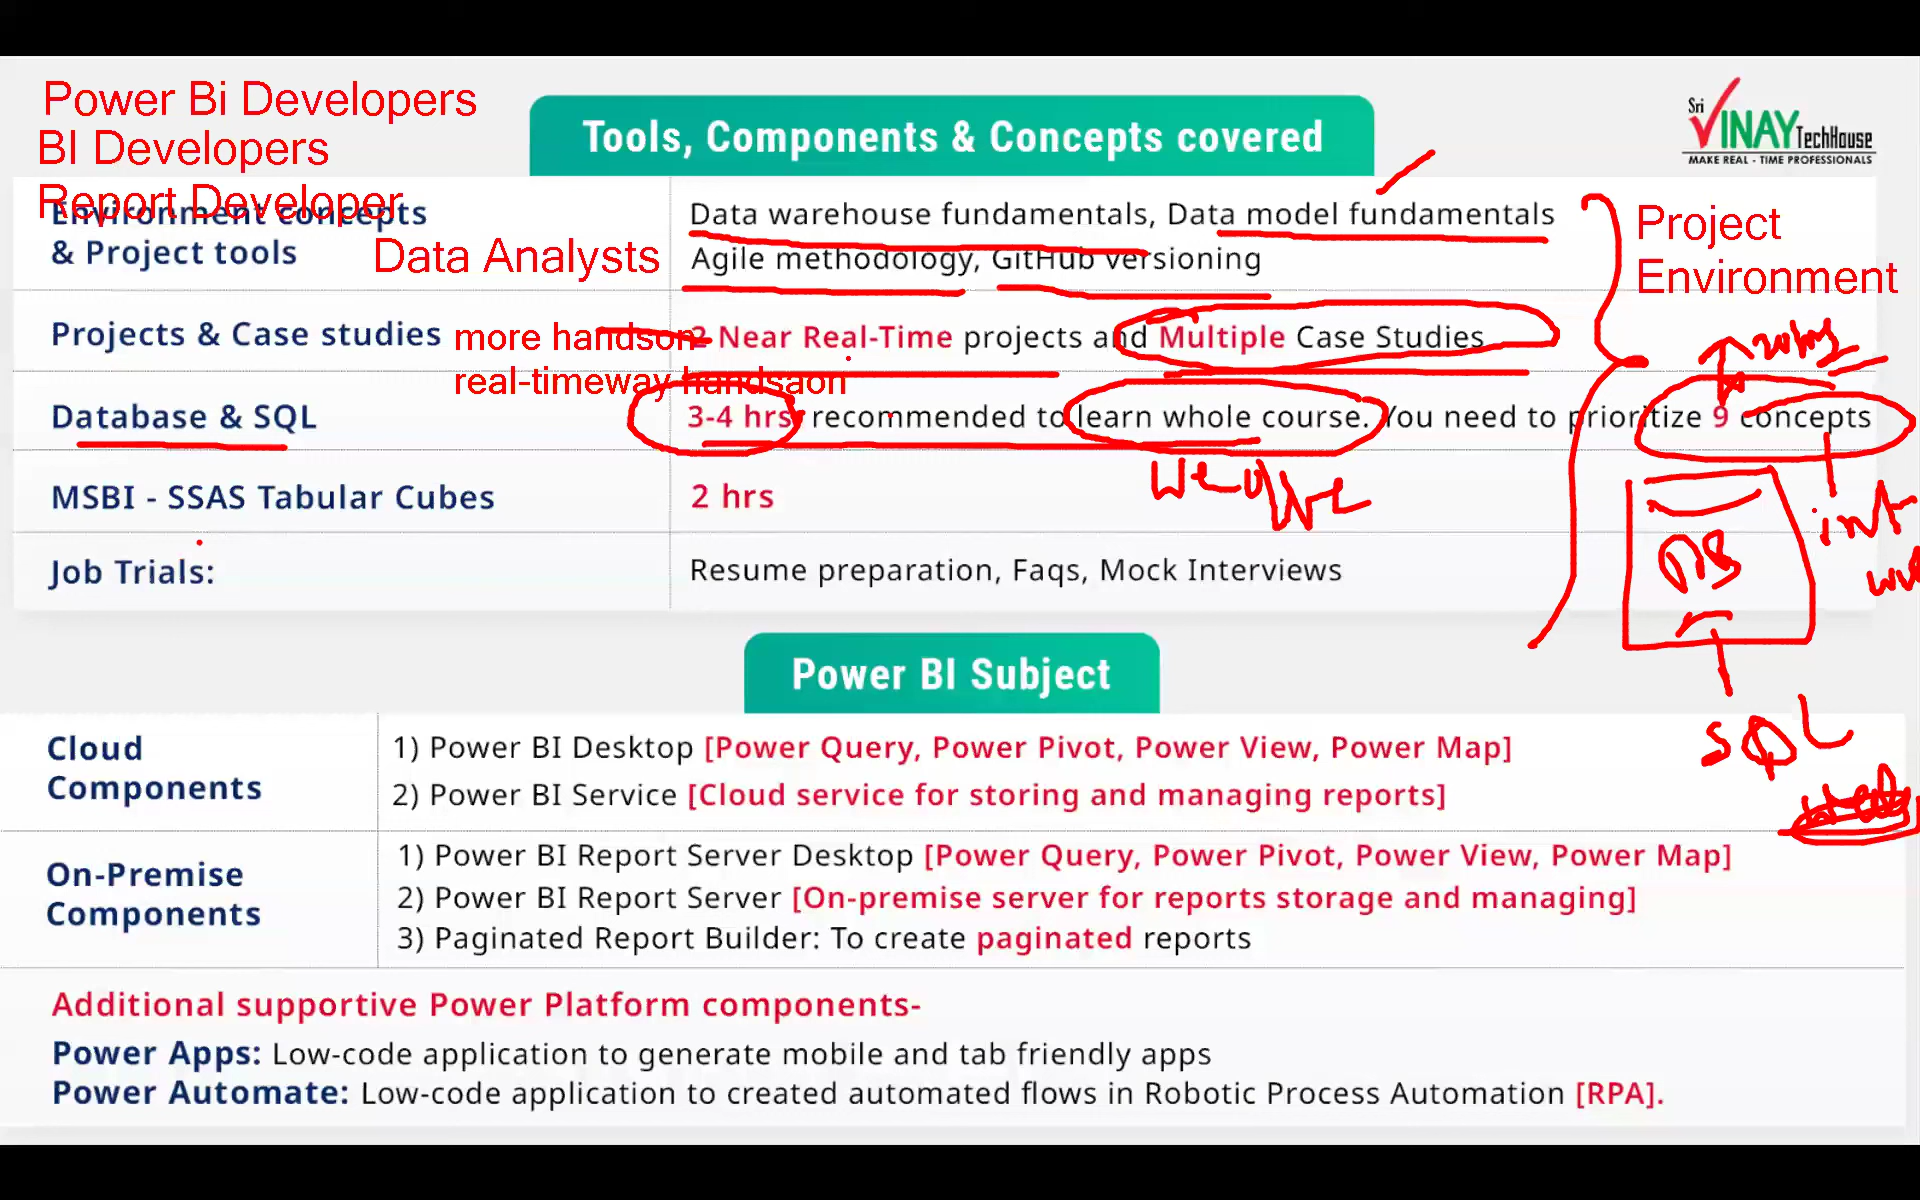 Power Bi Developers
BI Developers
Report Developer
Data Analysts
Tools, Components & Concepts covered
Sri
VINAY TechHouse
MAKE REAL - TIME PROFESSIONALS
Environment concepts
& Project tools
Data warehouse fundamentals, Data model fundamentals
Agile methodology, GitHub versioning
Project
Environment
Projects & Case studies
more handson
2 Near Real-Time projects and Multiple Case Studies
real-timeway handsaon
Database & SQL
3-4 hrs recommended to learn whole course. You need to prioritize 9 concepts
MSBI - SSAS Tabular Cubes
2 hrs
DB
Job Trials:
Resume preparation, Faqs, Mock Interviews
SQL
Power BI Subject
Cloud
Components
1) Power BI Desktop [Power Query, Power Pivot, Power View, Power Map]
2) Power BI Service [Cloud service for storing and managing reports]
On-Premise
Components
1) Power BI Report Server Desktop [Power Query, Power Pivot, Power View, Power Map]
2) Power BI Report Server [On-premise server for reports storage and managing]
3) Paginated Report Builder: To create paginated reports
Additional supportive Power Platform components-
Power Apps: Low-code application to generate mobile and tab friendly apps
Power Automate: Low-code application to created automated flows in Robotic Process Automation [RPA].